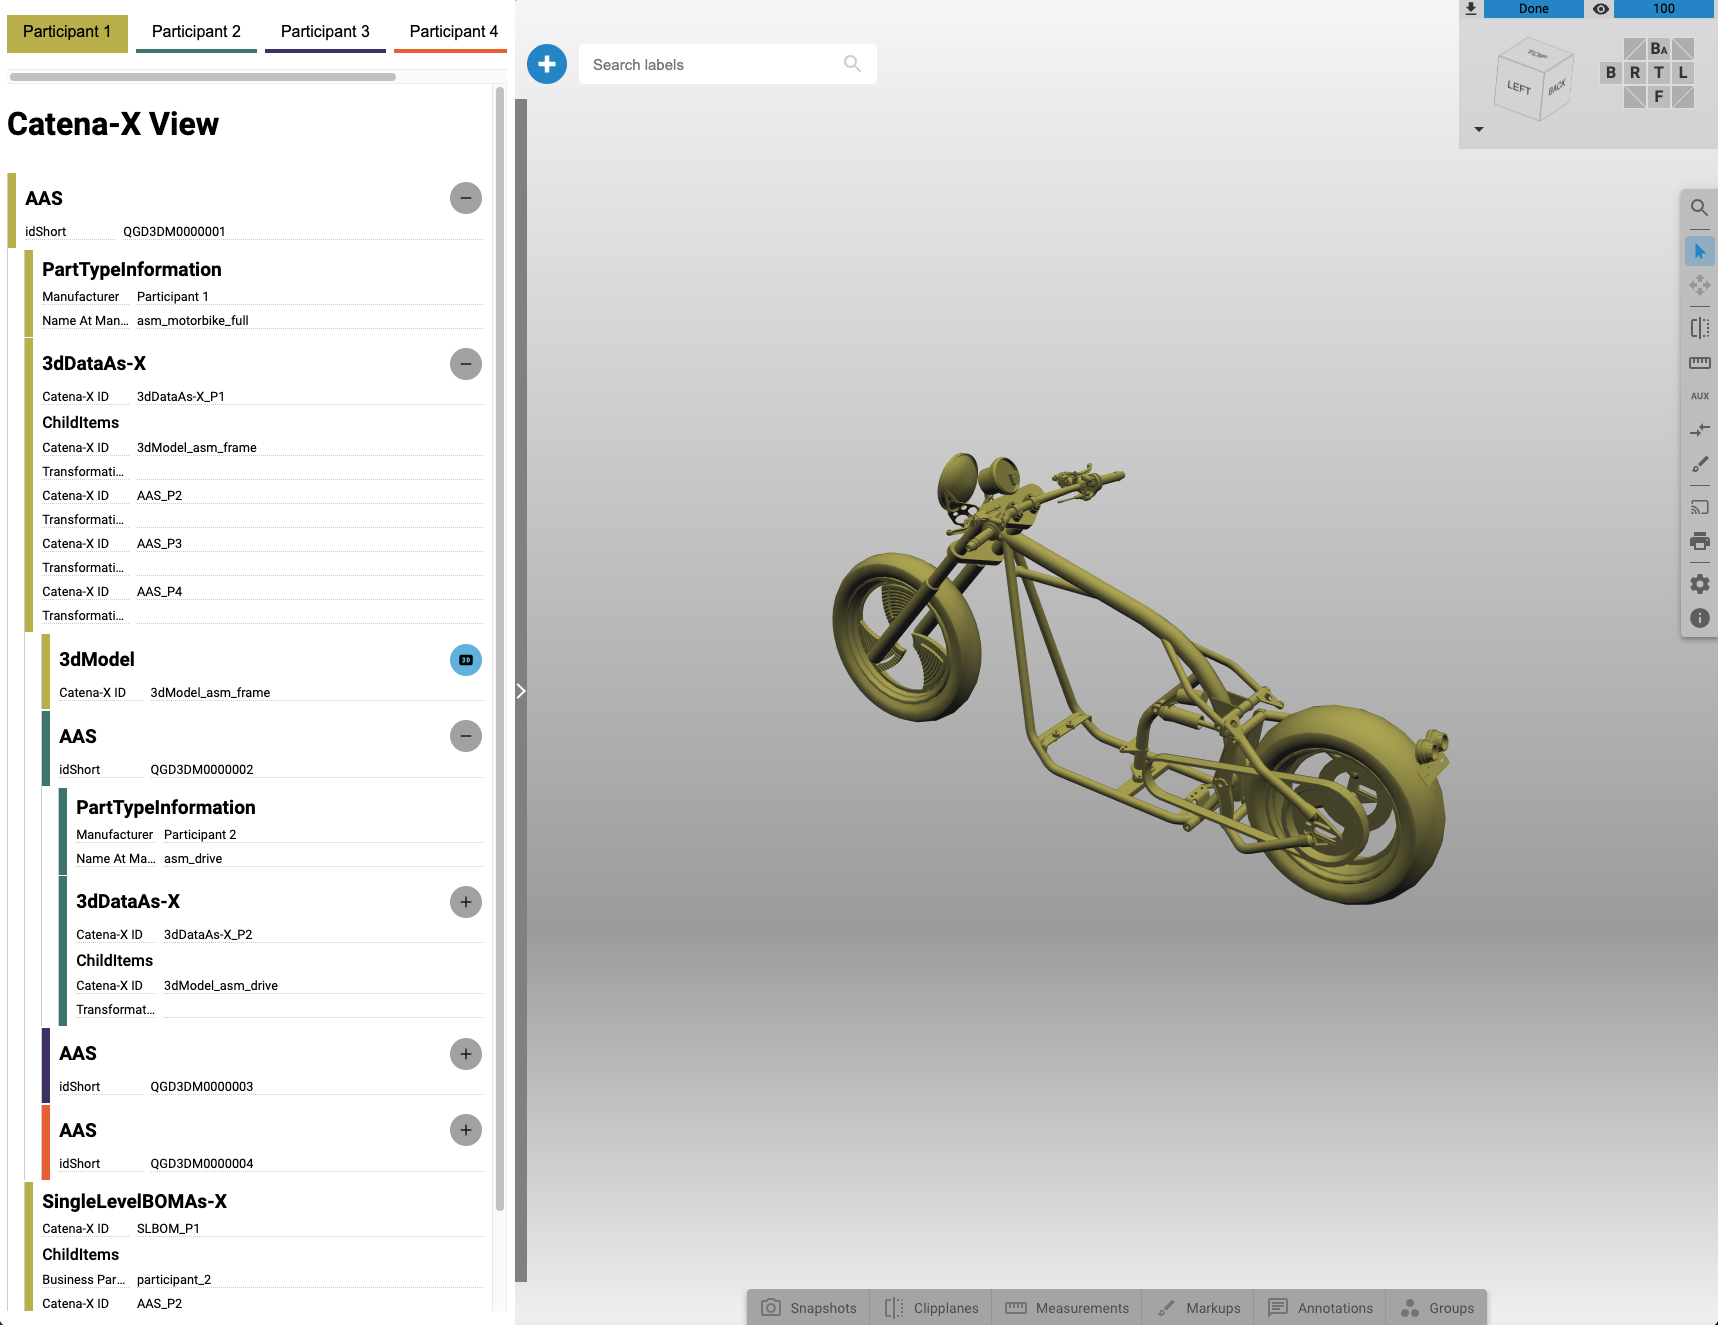 Participant 1
Participant 2
Participant 3
Participant 4
Catena-X View
AAS
idShort QGD3DM0000001
PartTypeInformation
Manufacturer Participant 1
Name At Man... asm_motorbike_full
3dDataAs-X
Catena-X ID 3dDataAs-X_P1
ChildItems
Catena-X ID 3dModel_asm_frame
Transformati...
Catena-X ID AAS_P2
Transformati...
Catena-X ID AAS_P3
Transformati...
Catena-X ID AAS_P4
Transformati...
3dModel
3D
Catena-X ID 3dModel_asm_frame
AAS
idShort QGD3DM0000002
PartTypeInformation
Manufacturer Participant 2
Name At Ma... asm_drive
3dDataAs-X
Catena-X ID 3dDataAs-X_P2
ChildItems
Catena-X ID 3dModel_asm_drive
Transformat...
AAS
idShort QGD3DM0000003
AAS
idShort QGD3DM0000004
SingleLevelBOMAs-X
Catena-X ID SLBOM_P1
ChildItems
Business Par... participant_2
Catena-X ID AAS_P2
Search labels
Done
100
TOP
LEFT
BACK
BA
B R T L
F
AUX
Snapshots
Clipplanes
Measurements
Markups
Annotations
Groups